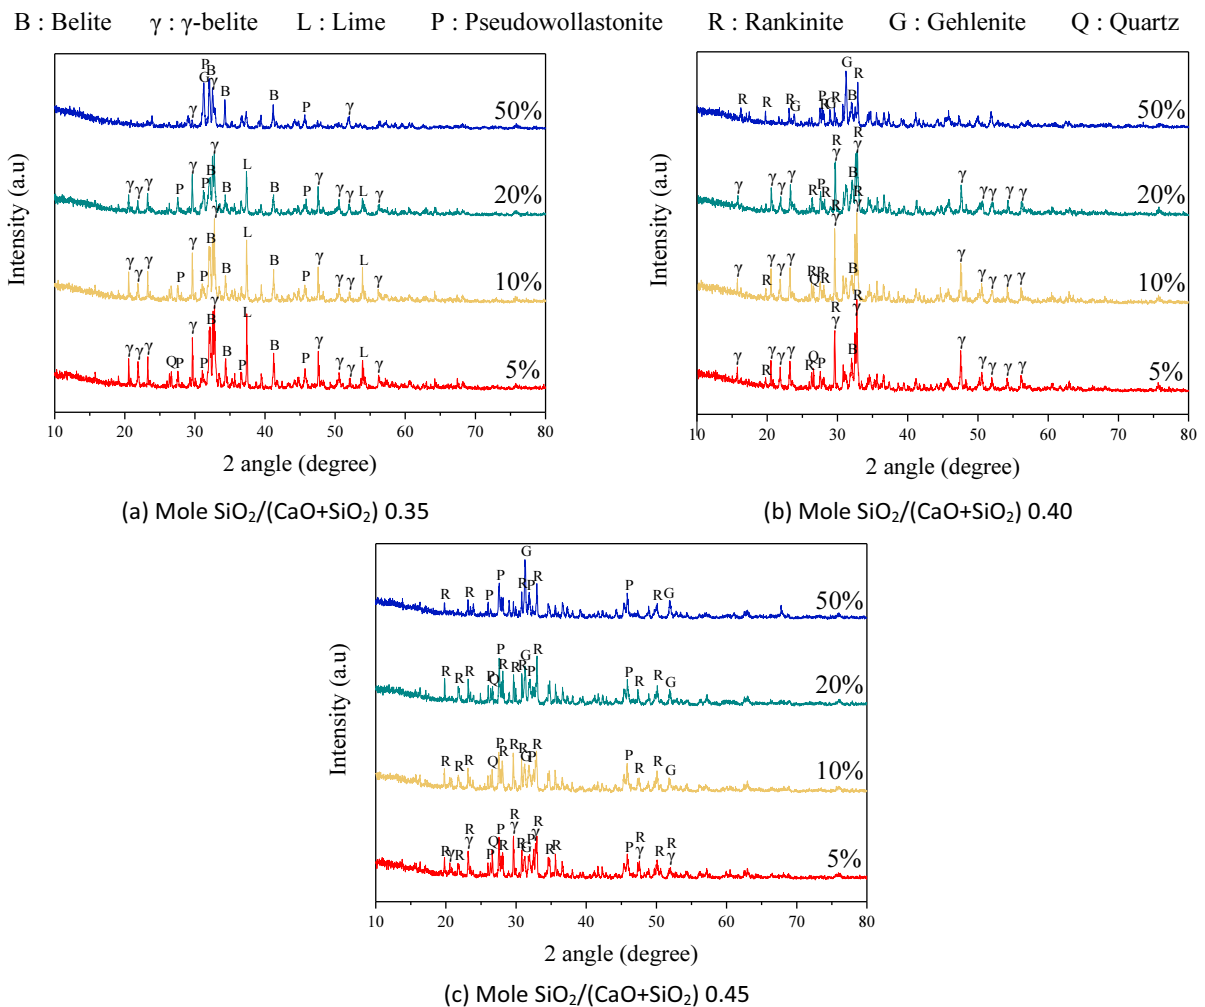 B : Belite γ : γ-belite L : Lime P : Pseudowollastonite R : Rankinite G : Gehlenite Q : Quartz
Intensity (a.u)
50%
20%
10%
5%
P
G
B
γ
γ
B
B
P
γ
γ
γ
γ
P
γ
P
B
γ
B
L
B
P
γ
γ
L
γ
γ
γ
γ
P
γ
P
B
γ
B
L
B
γ
γ
L
γ
γ
γ
γ
Q
P
γ
P
B
γ
B
P
L
B
P
γ
γ
γ
L
γ
10 20 30 40 50 60 70 80
2 angle (degree)
(a) Mole SiO₂/(CaO+SiO₂) 0.35
Intensity (a.u)
50%
20%
10%
5%
R
R
R
G
P
R
G
R
G
B
R
γ
γ
γ
γ
R
P
R
R
γ
B
R
γ
γ
γ
γ
γ
γ
γ
R
γ
γ
γ
R
Q
P
R
R
γ
B
R
γ
γ
γ
γ
γ
γ
γ
R
γ
γ
γ
R
Q
P
R
γ
B
R
γ
γ
γ
γ
γ
γ
10 20 30 40 50 60 70 80
2 angle (degree)
(b) Mole SiO₂/(CaO+SiO₂) 0.40
Intensity (a.u)
50%
20%
10%
5%
R
R
P
P
R
G
P
R
P
R
G
R
R
R
P
Q
P
R
R
R
G
P
R
P
R
R
G
R
R
R
Q
P
R
R
R
G
P
R
P
R
R
G
R
γ
R
R
γ
P
Q
P
R
R
γ
R
G
P
R
γ
R
R
P
R
γ
R
R
γ
10 20 30 40 50 60 70 80
2 angle (degree)
(c) Mole SiO₂/(CaO+SiO₂) 0.45